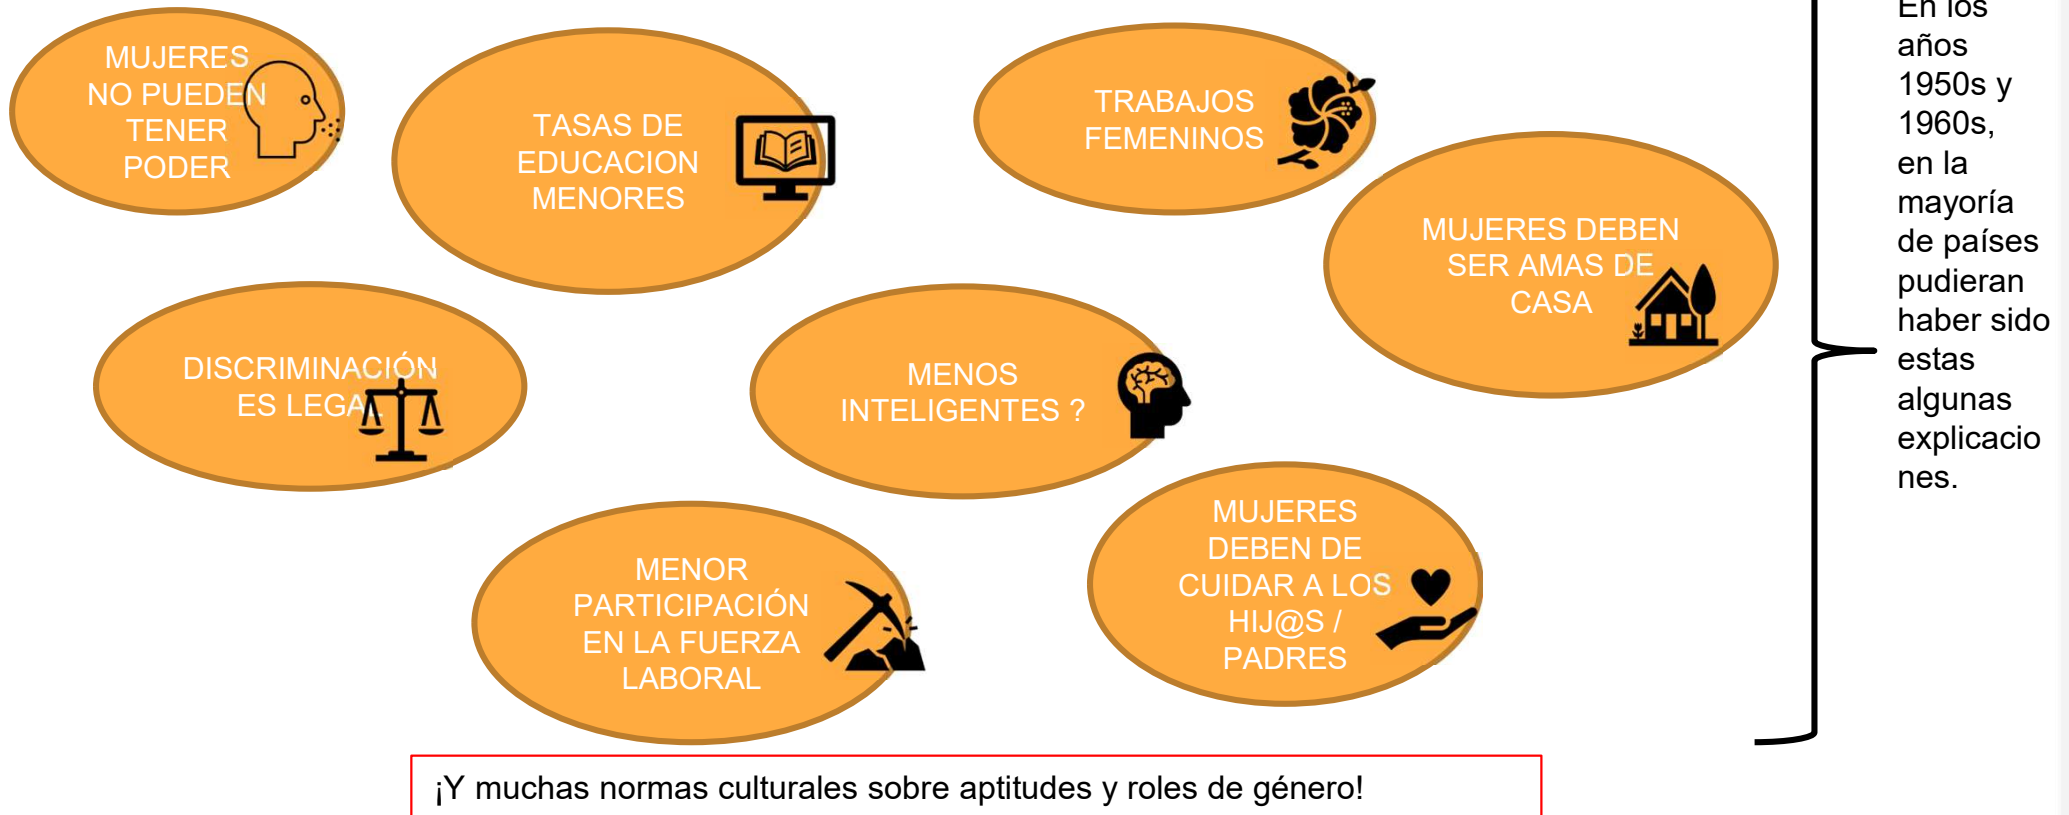 MUJERES
NO PUEDEN
TENER
PODER
TASAS DE
EDUCACION
MENORES
TRABAJOS
FEMENINOS
MUJERES DEBEN
SER AMAS DE
CASA
DISCRIMINACIÓN
ES LEGAL
MENOS
INTELIGENTES ?
MENOR
PARTICIPACIÓN
EN LA FUERZA
LABORAL
MUJERES
DEBEN DE
CUIDAR A LOS
HIJ@S /
PADRES
En los
años
1950s y
1960s,
en la
mayoría
de países
pudieran
haber sido
estas
algunas
explicacio
nes.
¡Y muchas normas culturales sobre aptitudes y roles de género!